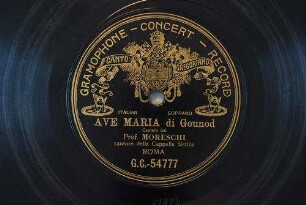 GRAMOPHONE - CONCERT - RECORD
CANTO GREGORIANO
ITALIAN SOPRANO
AVE MARIA di Gounod
Cantata dal
Prof. MORESCHI
cantore della Cappella Sistina
ROMA
G.C.-54777